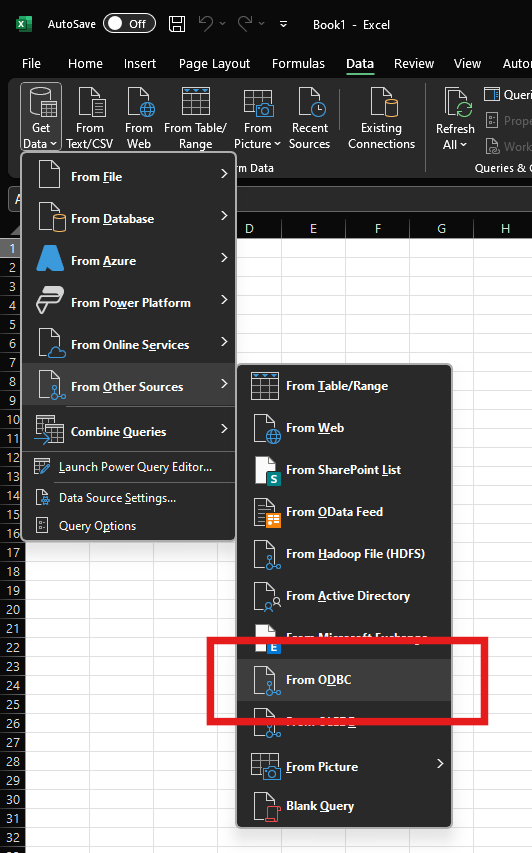 AutoSave Off Book1 - Excel
File Home Insert Page Layout Formulas Data Review View
Get Data
From Text/CSV
From Web
From Table/Range
From Picture
Recent Sources
Existing Connections
Refresh All
From File
From Database
From Azure
From Power Platform
From Online Services
From Other Sources
Combine Queries
Launch Power Query Editor...
Data Source Settings...
Query Options
D E F G H
1
2
3
4
5
6
7
8
9
10
11
12
13
14
15
16
17
18
19
20
21
22
23
24
25
26
27
28
29
30
31
32
From Table/Range
From Web
From SharePoint List
From OData Feed
From Hadoop File (HDFS)
From Active Directory
From Microsoft Exchange
From ODBC
From OLEDB
From Picture
Blank Query